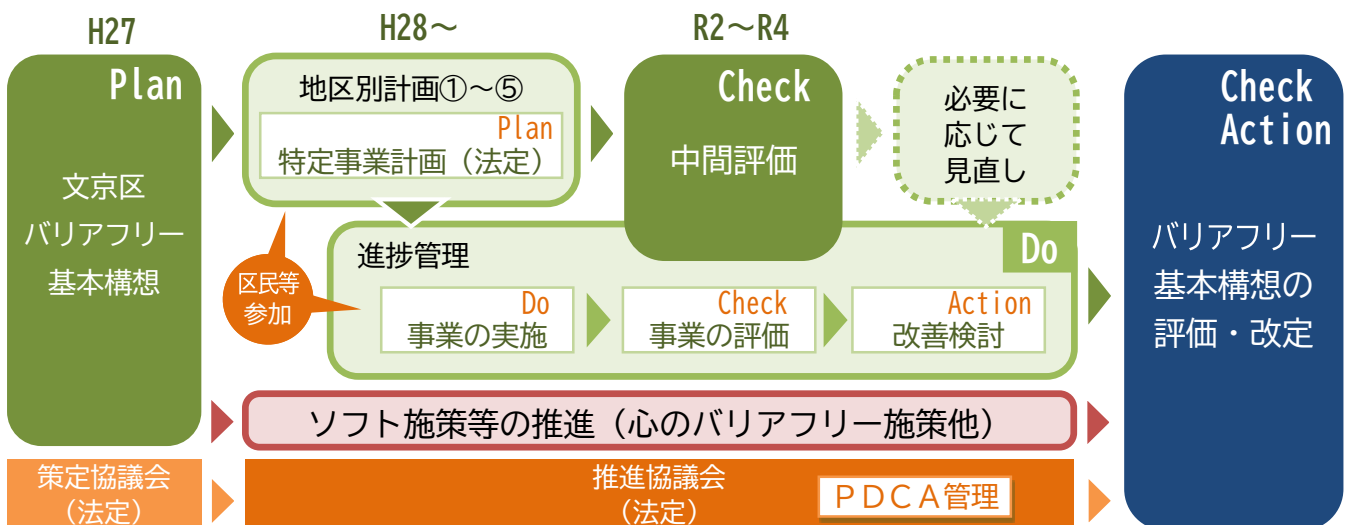 H27
Plan
文京区
バリアフリー
基本構想
H28～
地区別計画①～⑤
Plan
特定事業計画（法定）
R2～R4
Check
中間評価
必要に
応じて
見直し
Check
Action
バリアフリー
基本構想の
評価・改定
区民等
参加
進捗管理
Do
Do
事業の実施
Check
事業の評価
Action
改善検討
ソフト施策等の推進（心のバリアフリー施策他）
策定協議会
（法定）
推進協議会
（法定）
ＰＤＣＡ管理